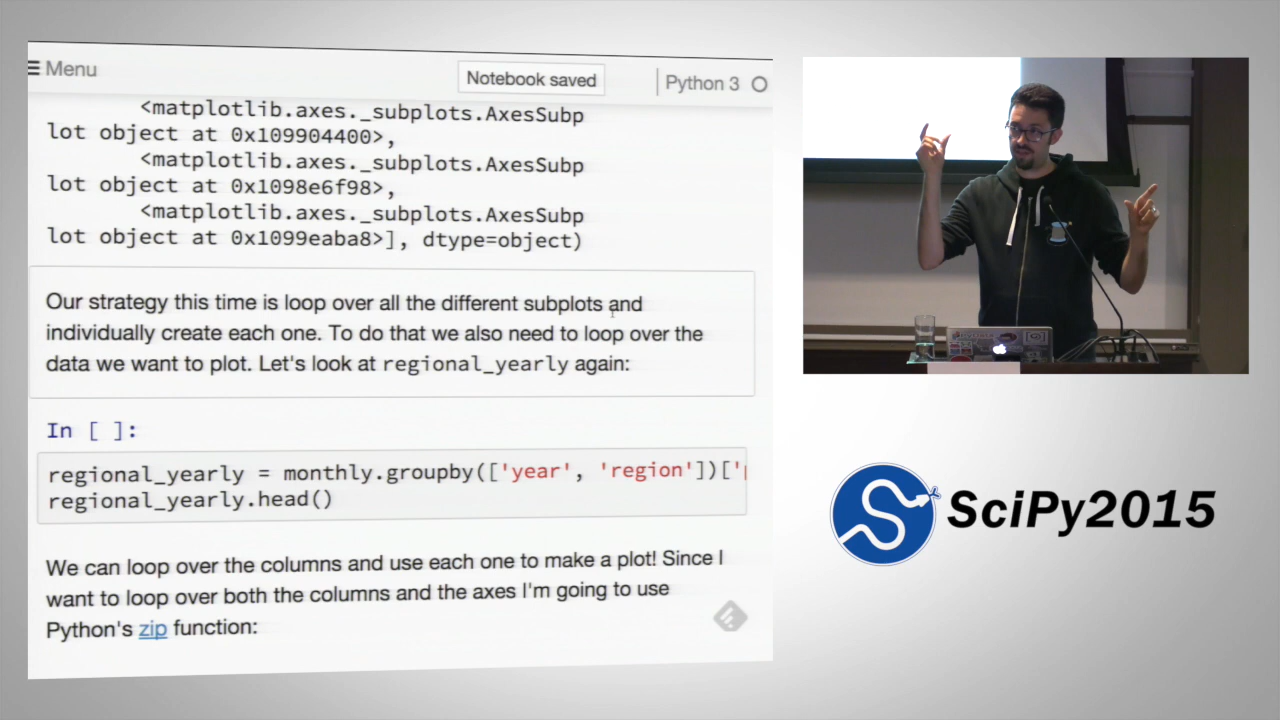 Menu
Notebook saved
Python 3
<matplotlib.axes._subplots.AxesSubp
lot object at 0x109904400>,
<matplotlib.axes._subplots.AxesSubp
lot object at 0x1098e6f98>,
<matplotlib.axes._subplots.AxesSubp
lot object at 0x1099eaba8>], dtype=object)
Our strategy this time is loop over all the different subplots and
individually create each one. To do that we also need to loop over the
data we want to plot. Let's look at regional_yearly again:
In [ ]:
regional_yearly = monthly.groupby(['year', 'region'])['
regional_yearly.head()
We can loop over the columns and use each one to make a plot! Since I
want to loop over both the columns and the axes I'm going to use
Python's zip function:
SciPy2015